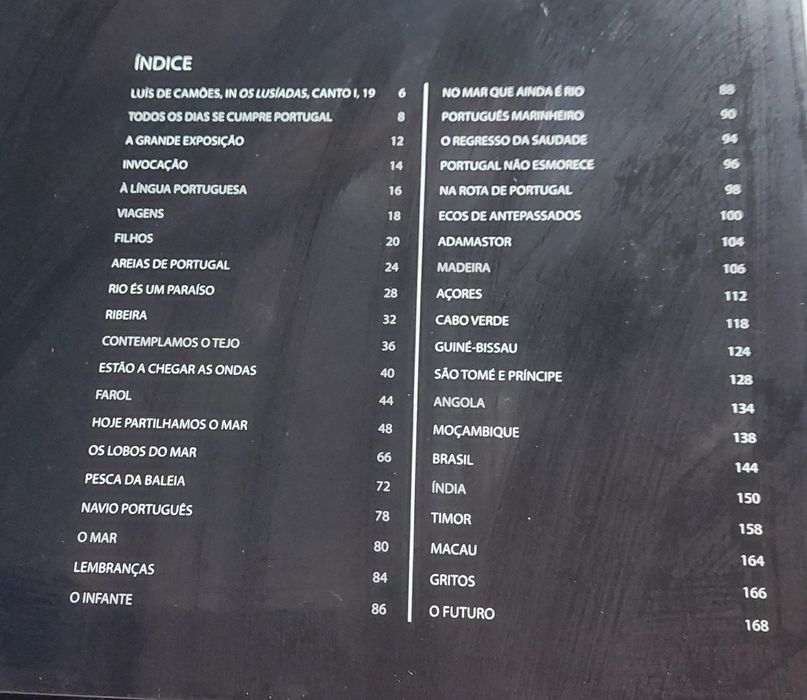 ÍNDICE
LUÍS DE CAMÕES, IN OS LUSÍADAS, CANTO I, 19 6
TODOS OS DIAS SE CUMPRE PORTUGAL 8
A GRANDE EXPOSIÇÃO 12
INVOCAÇÃO 14
À LÍNGUA PORTUGUESA 16
VIAGENS 18
FILHOS 20
AREIAS DE PORTUGAL 24
RIO ÉS UM PARAÍSO 28
RIBEIRA 32
CONTEMPLAMOS O TEJO 36
ESTÃO A CHEGAR AS ONDAS 40
FAROL 44
HOJE PARTILHAMOS O MAR 48
OS LOBOS DO MAR 66
PESCA DA BALEIA 72
NAVIO PORTUGUÊS 78
O MAR 80
LEMBRANÇAS 84
O INFANTE 86
NO MAR QUE AINDA É RIO 88
PORTUGUÊS MARINHEIRO 90
O REGRESSO DA SAUDADE 94
PORTUGAL NÃO ESMORECE 96
NA ROTA DE PORTUGAL 98
ECOS DE ANTEPASSADOS 100
ADAMASTOR 104
MADEIRA 106
AÇORES 112
CABO VERDE 118
GUINÉ-BISSAU 124
SÃO TOMÉ E PRÍNCIPE 128
ANGOLA 134
MOÇAMBIQUE 138
BRASIL 144
ÍNDIA 150
TIMOR 158
MACAU 164
GRITOS 166
O FUTURO 168